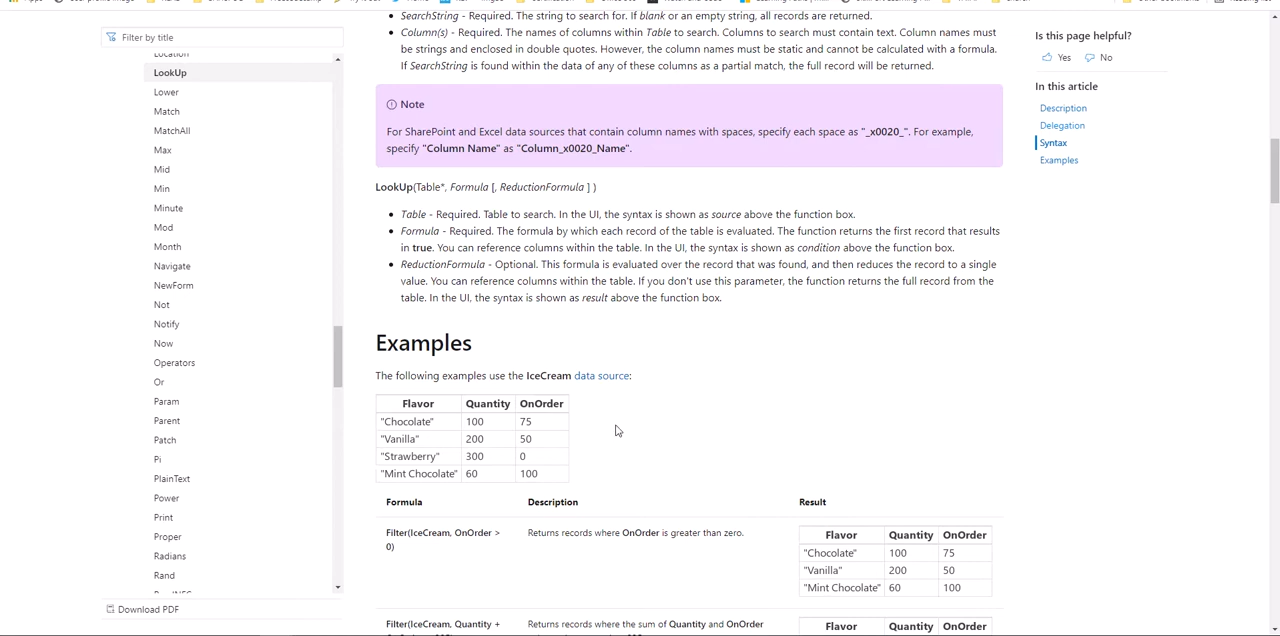 SearchString - Required. The string to search for. If blank or an empty string, all records are returned.
Filter by title
Is this page helpful?
Column(s) - Required. The names of columns within Table to search. Columns to search must contain text. Column names must
be strings and enclosed in double quotes. However, the column names must be static and cannot be calculated with a formula.
If SearchString is found within the data of any of these columns as a partial match, the full record will be returned.
Yes No
Location
LookUp
Lower
Match
MatchAll
Max
Mid
Min
Minute
Mod
Month
Navigate
NewForm
Not
Notify
Now
Operators
Or
Param
Parent
Patch
Pi
PlainText
Power
Print
Proper
Radians
Rand
Download PDF
In this article
Description
Delegation
Syntax
Examples
Note
For SharePoint and Excel data sources that contain column names with spaces, specify each space as "_x0020_". For example,
specify "Column Name" as "Column_x0020_Name".
LookUp(Table*, Formula [, ReductionFormula ] )
Table - Required. Table to search. In the UI, the syntax is shown as source above the function box.
Formula - Required. The formula by which each record of the table is evaluated. The function returns the first record that results
in true. You can reference columns within the table. In the UI, the syntax is shown as condition above the function box.
ReductionFormula - Optional. This formula is evaluated over the record that was found, and then reduces the record to a single
value. You can reference columns within the table. If you don't use this parameter, the function returns the full record from the
table. In the UI, the syntax is shown as result above the function box.
Examples
The following examples use the IceCream data source:
Flavor Quantity OnOrder
"Chocolate" 100 75
"Vanilla" 200 50
"Strawberry" 300 0
"Mint Chocolate" 60 100
Formula Description Result
Filter(IceCream, OnOrder >
0)
Returns records where OnOrder is greater than zero.
Flavor Quantity OnOrder
"Chocolate" 100 75
"Vanilla" 200 50
"Mint Chocolate" 60 100
Filter(IceCream, Quantity +
Returns records where the sum of Quantity and OnOrder
Flavor Quantity OnOrder